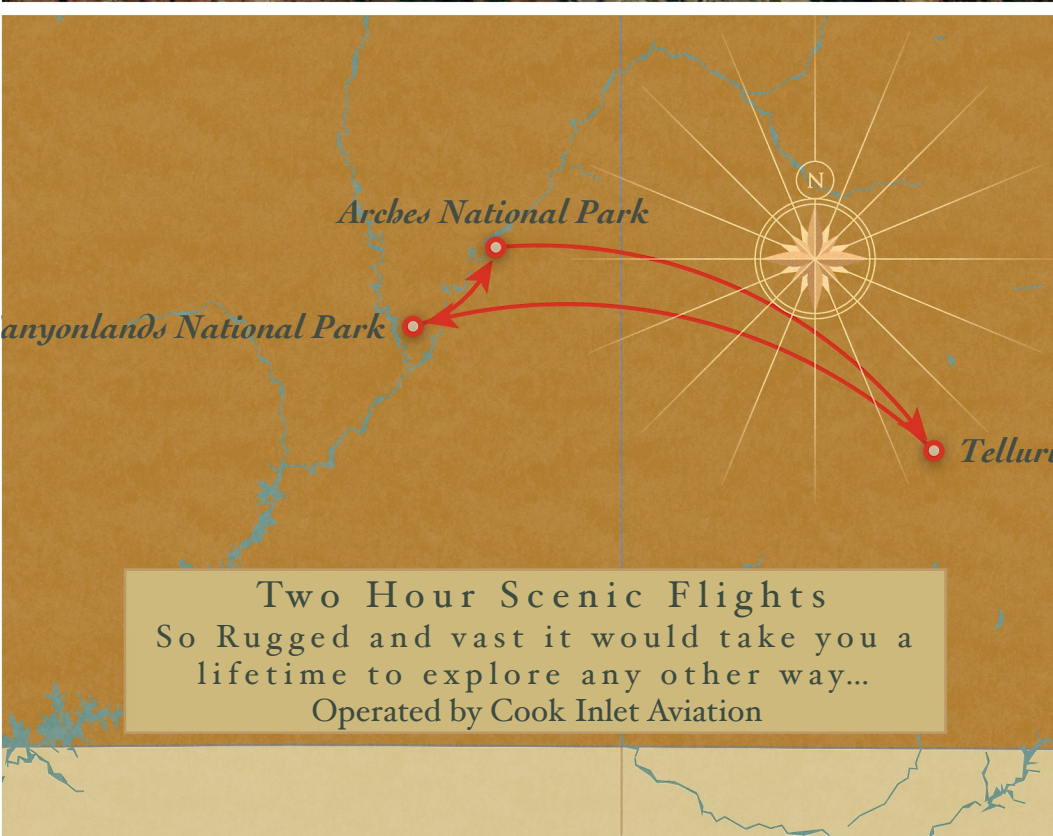 N
Arches National Park
anyonlands National Park
Tellur
Two Hour Scenic Flights
So Rugged and vast it would take you a
lifetime to explore any other way...
Operated by Cook Inlet Aviation